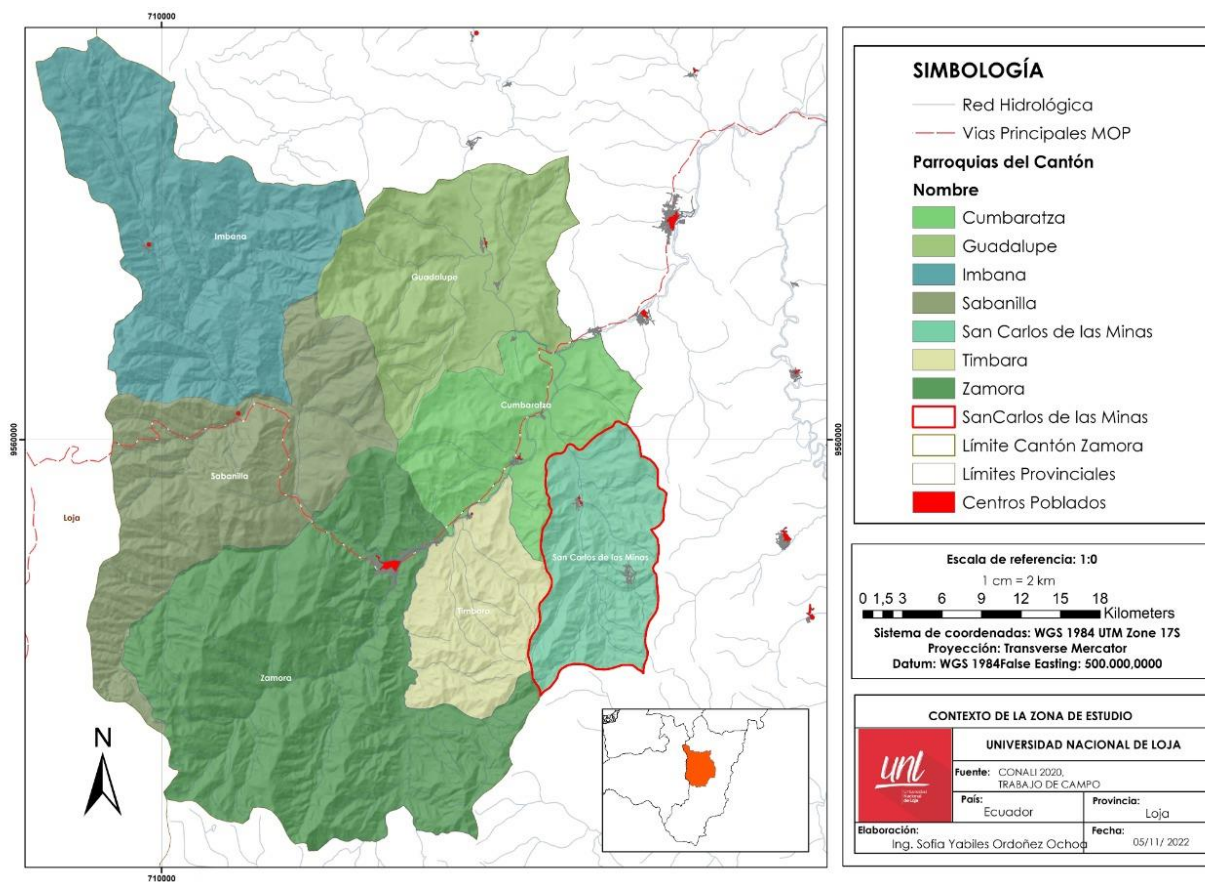 710000
9560000
Imbana
Guadalupe
Cumbaratza
Sabanilla
Loja
San Carlos de las Minas
Timbara
Zamora
N
9560000
710000
SIMBOLOGÍA
Red Hidrológica
Vias Principales MOP
Parroquias del Cantón
Nombre
Cumbaratza
Guadalupe
Imbana
Sabanilla
San Carlos de las Minas
Timbara
Zamora
SanCarlos de las Minas
Límite Cantón Zamora
Límites Provinciales
Centros Poblados
Escala de referencia: 1:0
1 cm = 2 km
0 1,5 3 6 9 12 15 18
Kilometers
Sistema de coordenadas: WGS 1984 UTM Zone 17S
Proyección: Transverse Mercator
Datum: WGS 1984False Easting: 500.000,0000
CONTEXTO DE LA ZONA DE ESTUDIO
unl
Universidad
Nacional
de Loja
UNIVERSIDAD NACIONAL DE LOJA
Fuente: CONALI 2020,
TRABAJO DE CAMPO
País:
Ecuador
Provincia:
Loja
Elaboración:
Ing. Sofía Yabiles Ordoñez Ochoa
Fecha:
05/11/ 2022